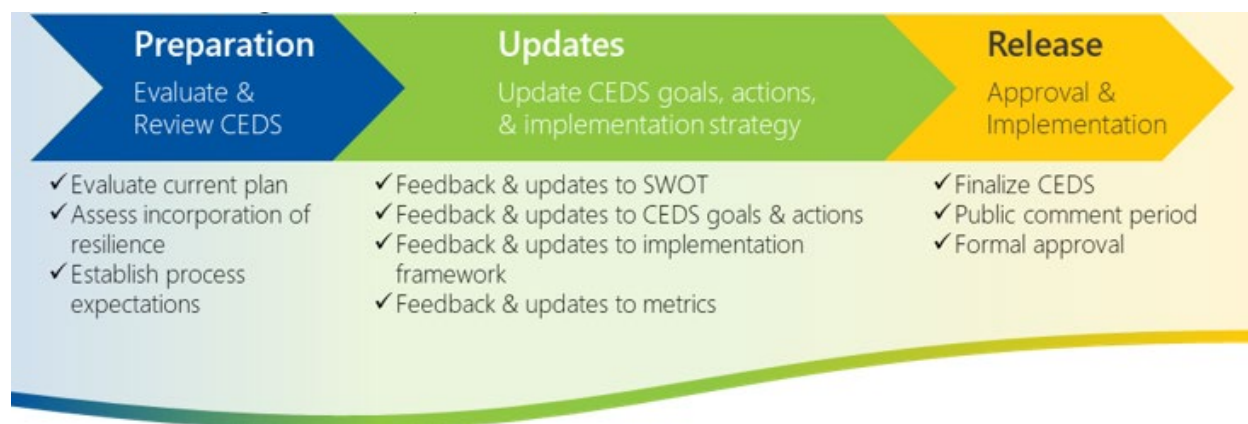 Preparation
Evaluate &
Review CEDS
✓Evaluate current plan
✓Assess incorporation of
resilience
✓Establish process
expectations
Updates
Update CEDS goals, actions,
& implementation strategy
✓Feedback & updates to SWOT
✓Feedback & updates to CEDS goals & actions
✓Feedback & updates to implementation
framework
✓Feedback & updates to metrics
Release
Approval &
Implementation
✓Finalize CEDS
✓Public comment period
✓Formal approval